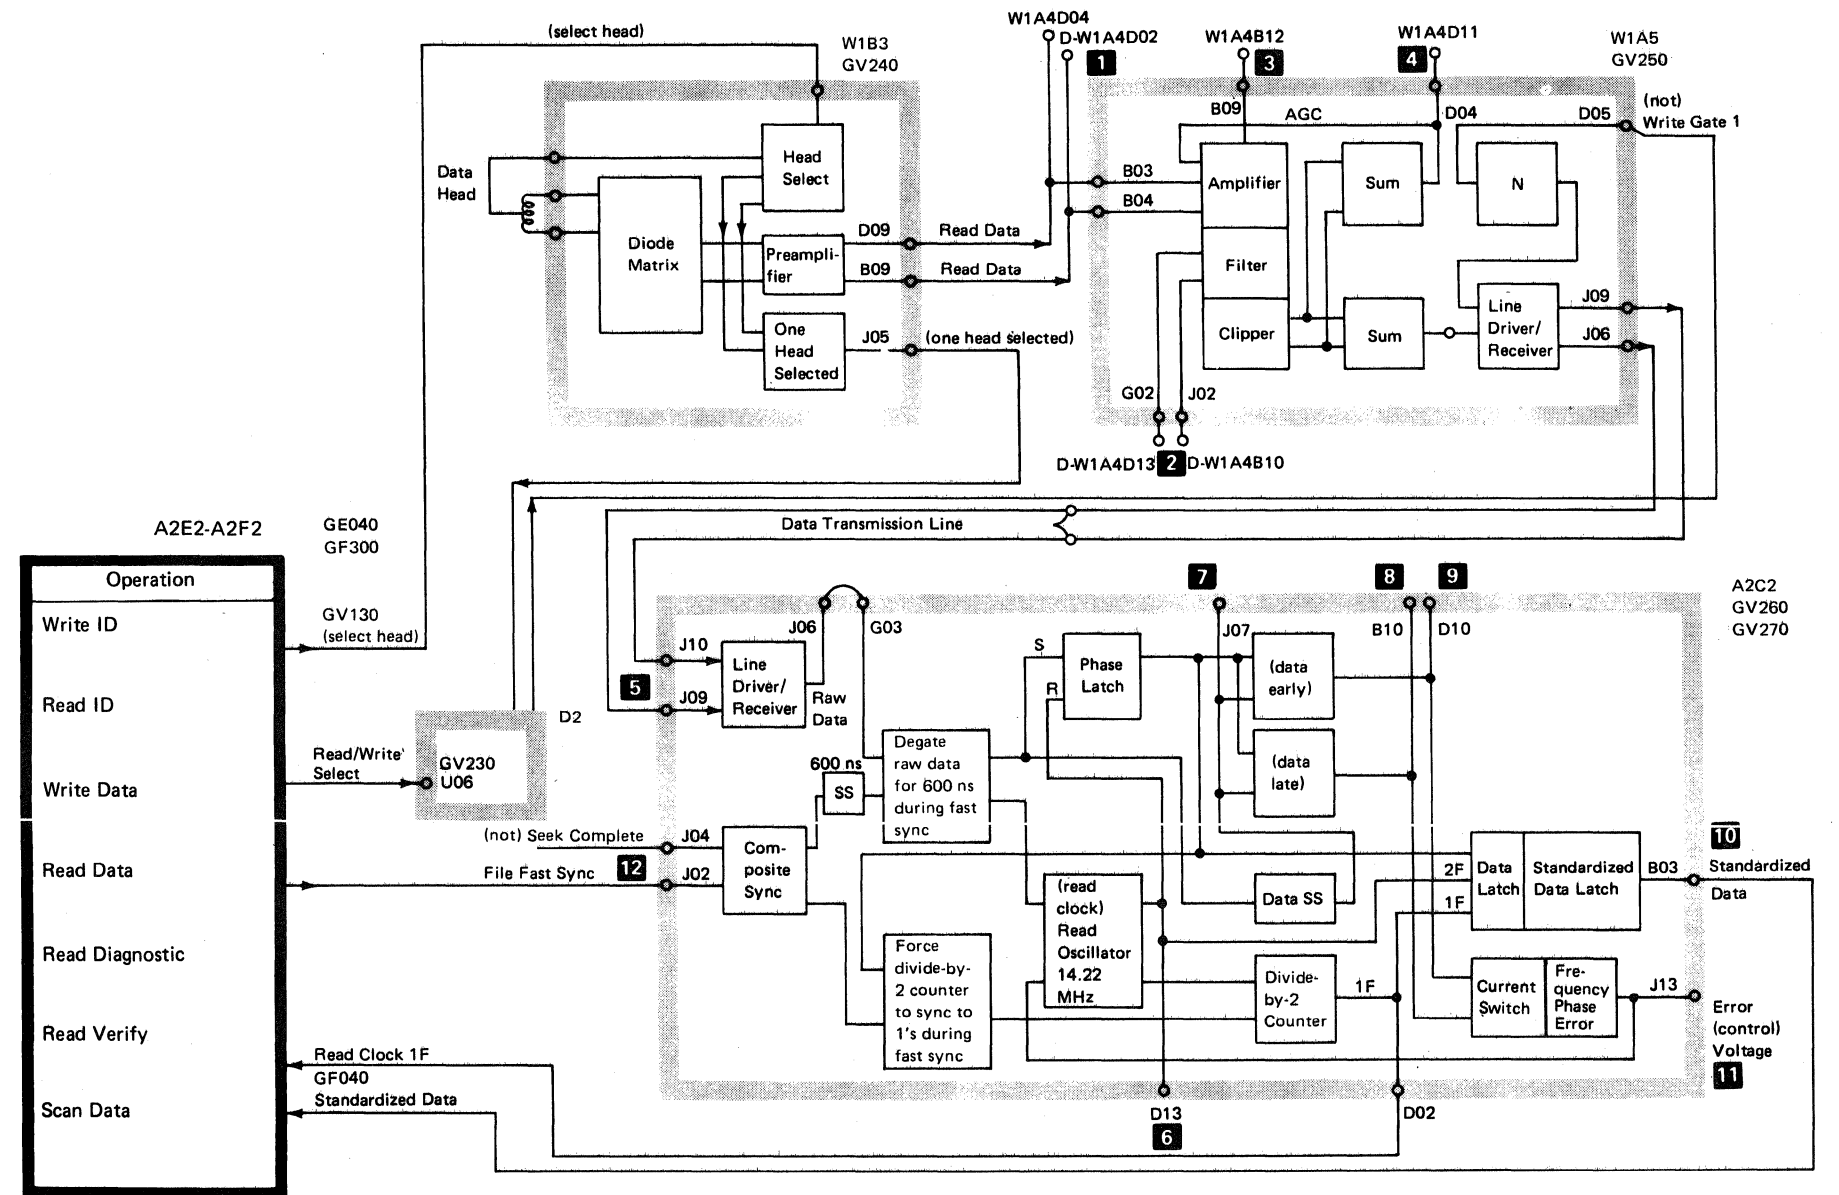 (select head)
W1B3
GV240
W1A4D04
D-W1A4D02
1
W1A4B12
3
4
W1A4D11
W1A5
GV250
(not)
Write Gate 1
B09
AGC
D04
D05
Data
Head
Head
Select
Diode
Matrix
Preampli-
fier
D09
Read Data
B09
Read Data
One
Head
Selected
J05
(one head selected)
B03
B04
Amplifier
Filter
Clipper
Sum
Sum
N
Line
Driver/
Receiver
J09
J06
G02
J02
D-W1A4D13
2
D-W1A4B10
Data Transmission Line
A2E2-A2F2
GE040
GF300
Operation
Write ID
Read ID
Write Data
Read Data
Read Diagnostic
Read Verify
Scan Data
GV130
(select head)
Read/Write
Select
GV230
U06
D2
(not) Seek Complete
File Fast Sync
12
Read Clock 1F
GF040
Standardized Data
A2C2
GV260
GV270
5
J10
J09
Line
Driver/
Receiver
J06
G03
Raw
Data
600 ns
SS
J04
J02
Com-
posite
Sync
Degate
raw data
for 600 ns
during fast
sync
Force
divide-by-
2 counter
to sync to
1's during
fast sync
S
R
Phase
Latch
7
J07
8
9
B10
D10
(data
early)
(data
late)
Data SS
(read
clock)
Read
Oscillator
14.22
MHz
Divide-
by-2
Counter
1F
2F
1F
Data
Latch
Standardized
Data Latch
B03
10
Standardized
Data
Current
Switch
Fre-
quency
Phase
Error
J13
Error
(control)
Voltage
11
D13
6
D02